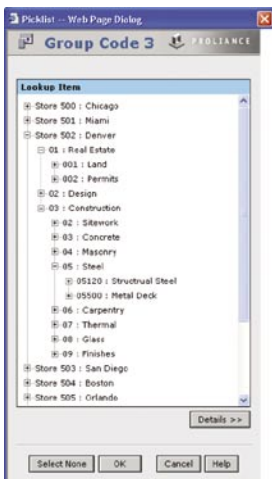 Picklist -- Web Page Dialog
Group Code 3 PROLIANCE
Lookup Item
Store 500 : Chicago
Store 501 : Miami
Store 502 : Denver
01 : Real Estate
001 : Land
002 : Permits
02 : Design
03 : Construction
02 : Sitework
03 : Concrete
04 : Masonry
05 : Steel
05120 : Structrual Steel
05500 : Metal Deck
06 : Carpentry
07 : Thermal
08 : Glass
09 : Finishes
Store 503 : San Diego
Store 504 : Boston
Store 505 : Orlando
Details >>
Select None OK Cancel Help